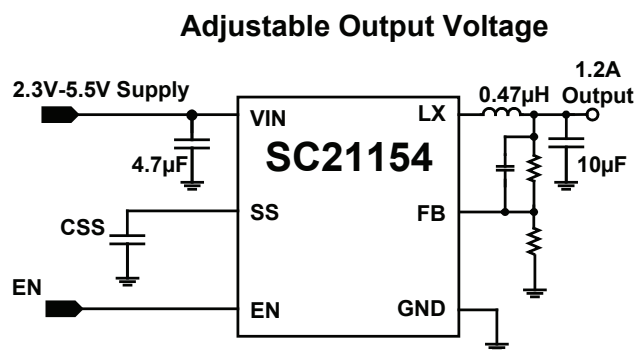 Adjustable Output Voltage
2.3V-5.5V Supply
VIN
LX
0.47µH
1.2A
Output
4.7µF
SC21154
10µF
CSS
SS
FB
EN
EN
GND